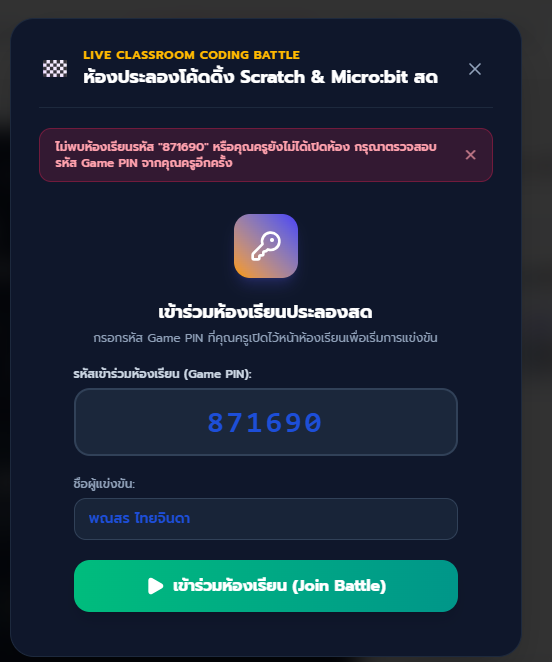 LIVE CLASSROOM CODING BATTLE
ห้องประลองโค้ดดิ้ง Scratch & Micro:bit สด
ไม่พบห้องเรียนรหัส "871690" หรือคุณครูยังไม่ได้เปิดห้อง กรุณาตรวจสอบ
รหัส Game PIN จากคุณครูอีกครั้ง
เข้าร่วมห้องเรียนประลองสด
กรอกรหัส Game PIN ที่คุณครูเปิดไว้หน้าห้องเรียนเพื่อเริ่มการแข่งขัน
รหัสเข้าร่วมห้องเรียน (Game PIN):
871690
ชื่อผู้แข่งขัน:
พณสร ไทยจินดา
เข้าร่วมห้องเรียน (Join Battle)